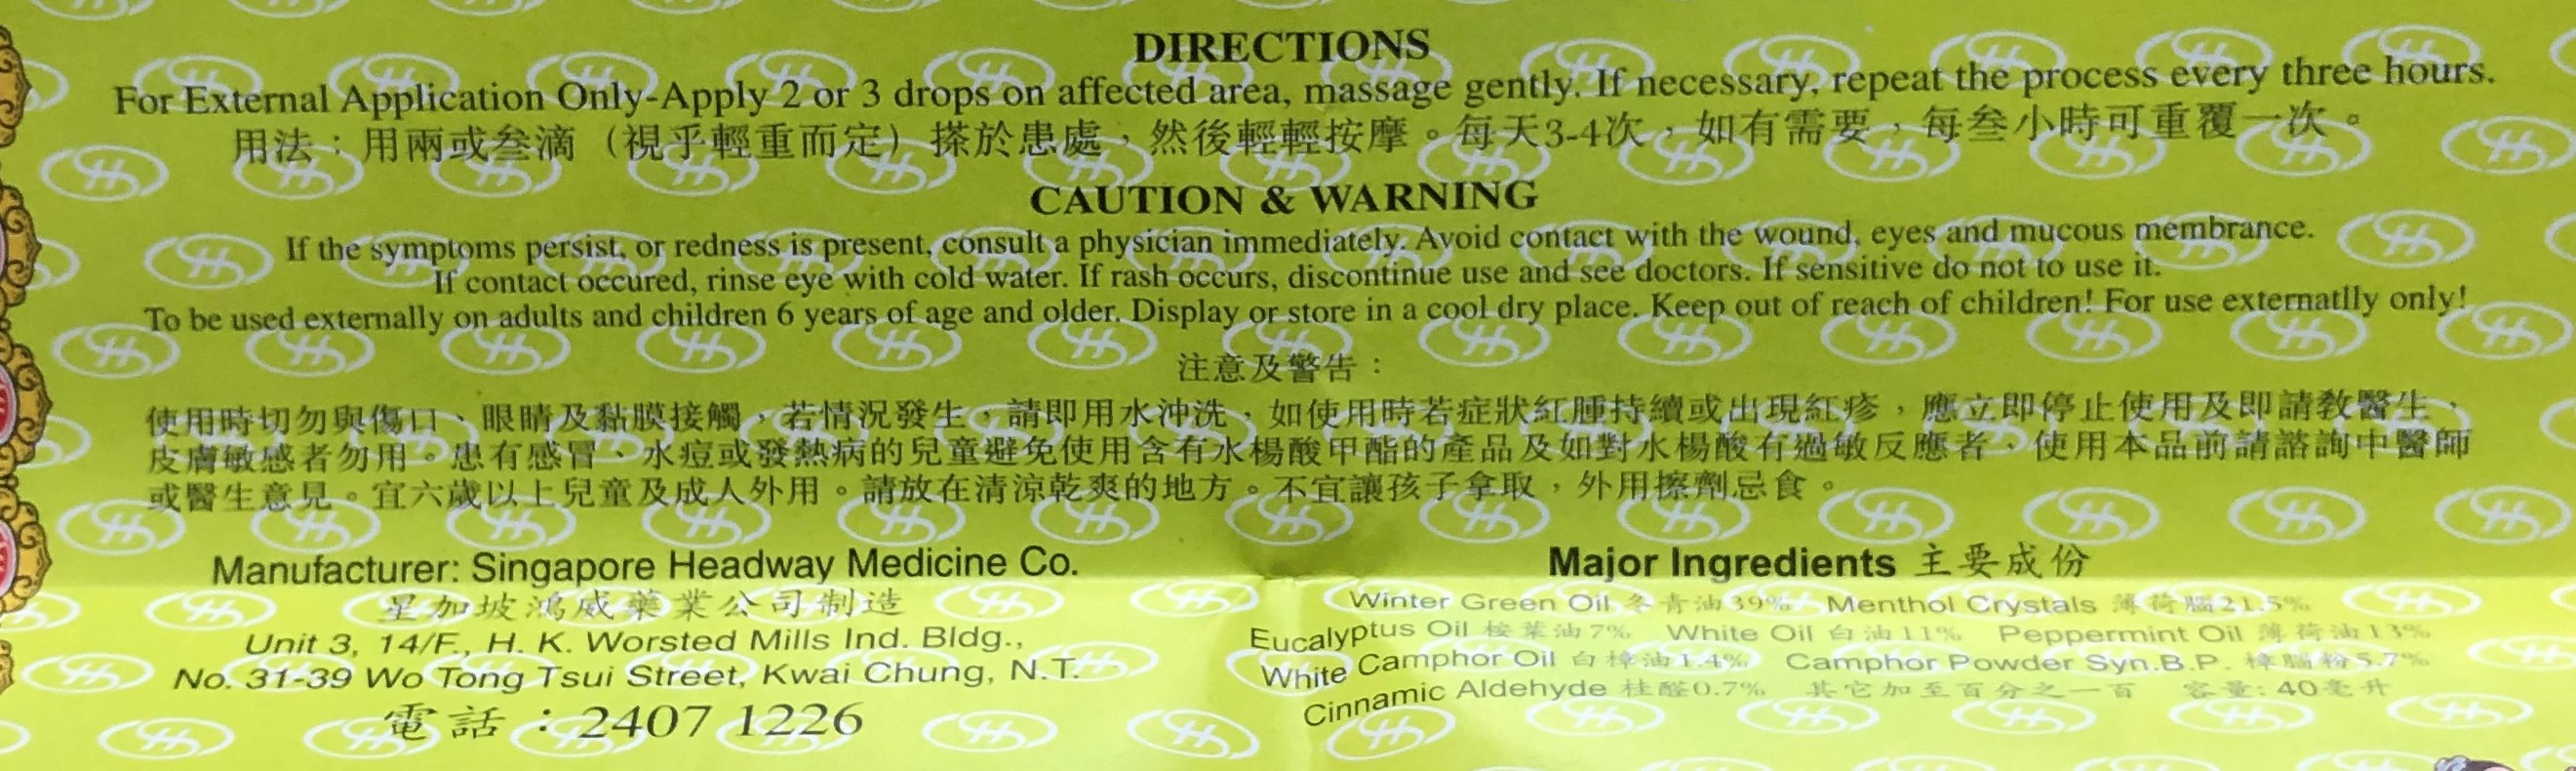 DIRECTIONS
For External Application Only-Apply 2 or 3 drops on affected area, massage gently. If necessary, repeat the process every three hours.
用法：用兩或叁滴（視乎輕重而定）搽於患處，然後輕輕按摩。每天3-4次，如有需要，每叁小時可重覆一次。
CAUTION & WARNING
If the symptoms persist, or redness is present, consult a physician immediately. Avoid contact with the wound, eyes and mucous membrance.
If contact occured, rinse eye with cold water. If rash occurs, discontinue use and see doctors. If sensitive do not to use it.
To be used externally on adults and children 6 years of age and older. Display or store in a cool dry place. Keep out of reach of children! For use externatlly only!
注意及警告：
使用時切勿與傷口、眼睛及黏膜接觸，若情況發生，請即用水沖洗，如使用時若症狀紅腫持續或出現紅疹，應立即停止使用及即請教醫生，
皮膚敏感者勿用。患有感冒、水痘或發熱病的兒童避免使用含有水楊酸甲酯的產品及如對水楊酸有過敏反應者，使用本品前請諮詢中醫師
或醫生意見。宜六歲以上兒童及成人外用。請放在清涼乾爽的地方。不宜讓孩子拿取，外用擦劑忌食。
Manufacturer: Singapore Headway Medicine Co.
星加坡鴻威藥業公司制造
Unit 3, 14/F., H. K. Worsted Mills Ind. Bldg.,
No. 31-39 Wo Tong Tsui Street, Kwai Chung, N.T.
電話：2407 1226
Major Ingredients 主要成份
Winter Green Oil 冬青油39% Menthol Crystals 薄荷腦21.5%
Eucalyptus Oil 桉葉油7% White Oil 白油11% Peppermint Oil 薄荷油13%
White Camphor Oil 白樟油1.4% Camphor Powder Syn.B.P. 樟腦粉5.7%
Cinnamic Aldehyde 桂醛0.7% 其它加至百分之一百 容量: 40毫升